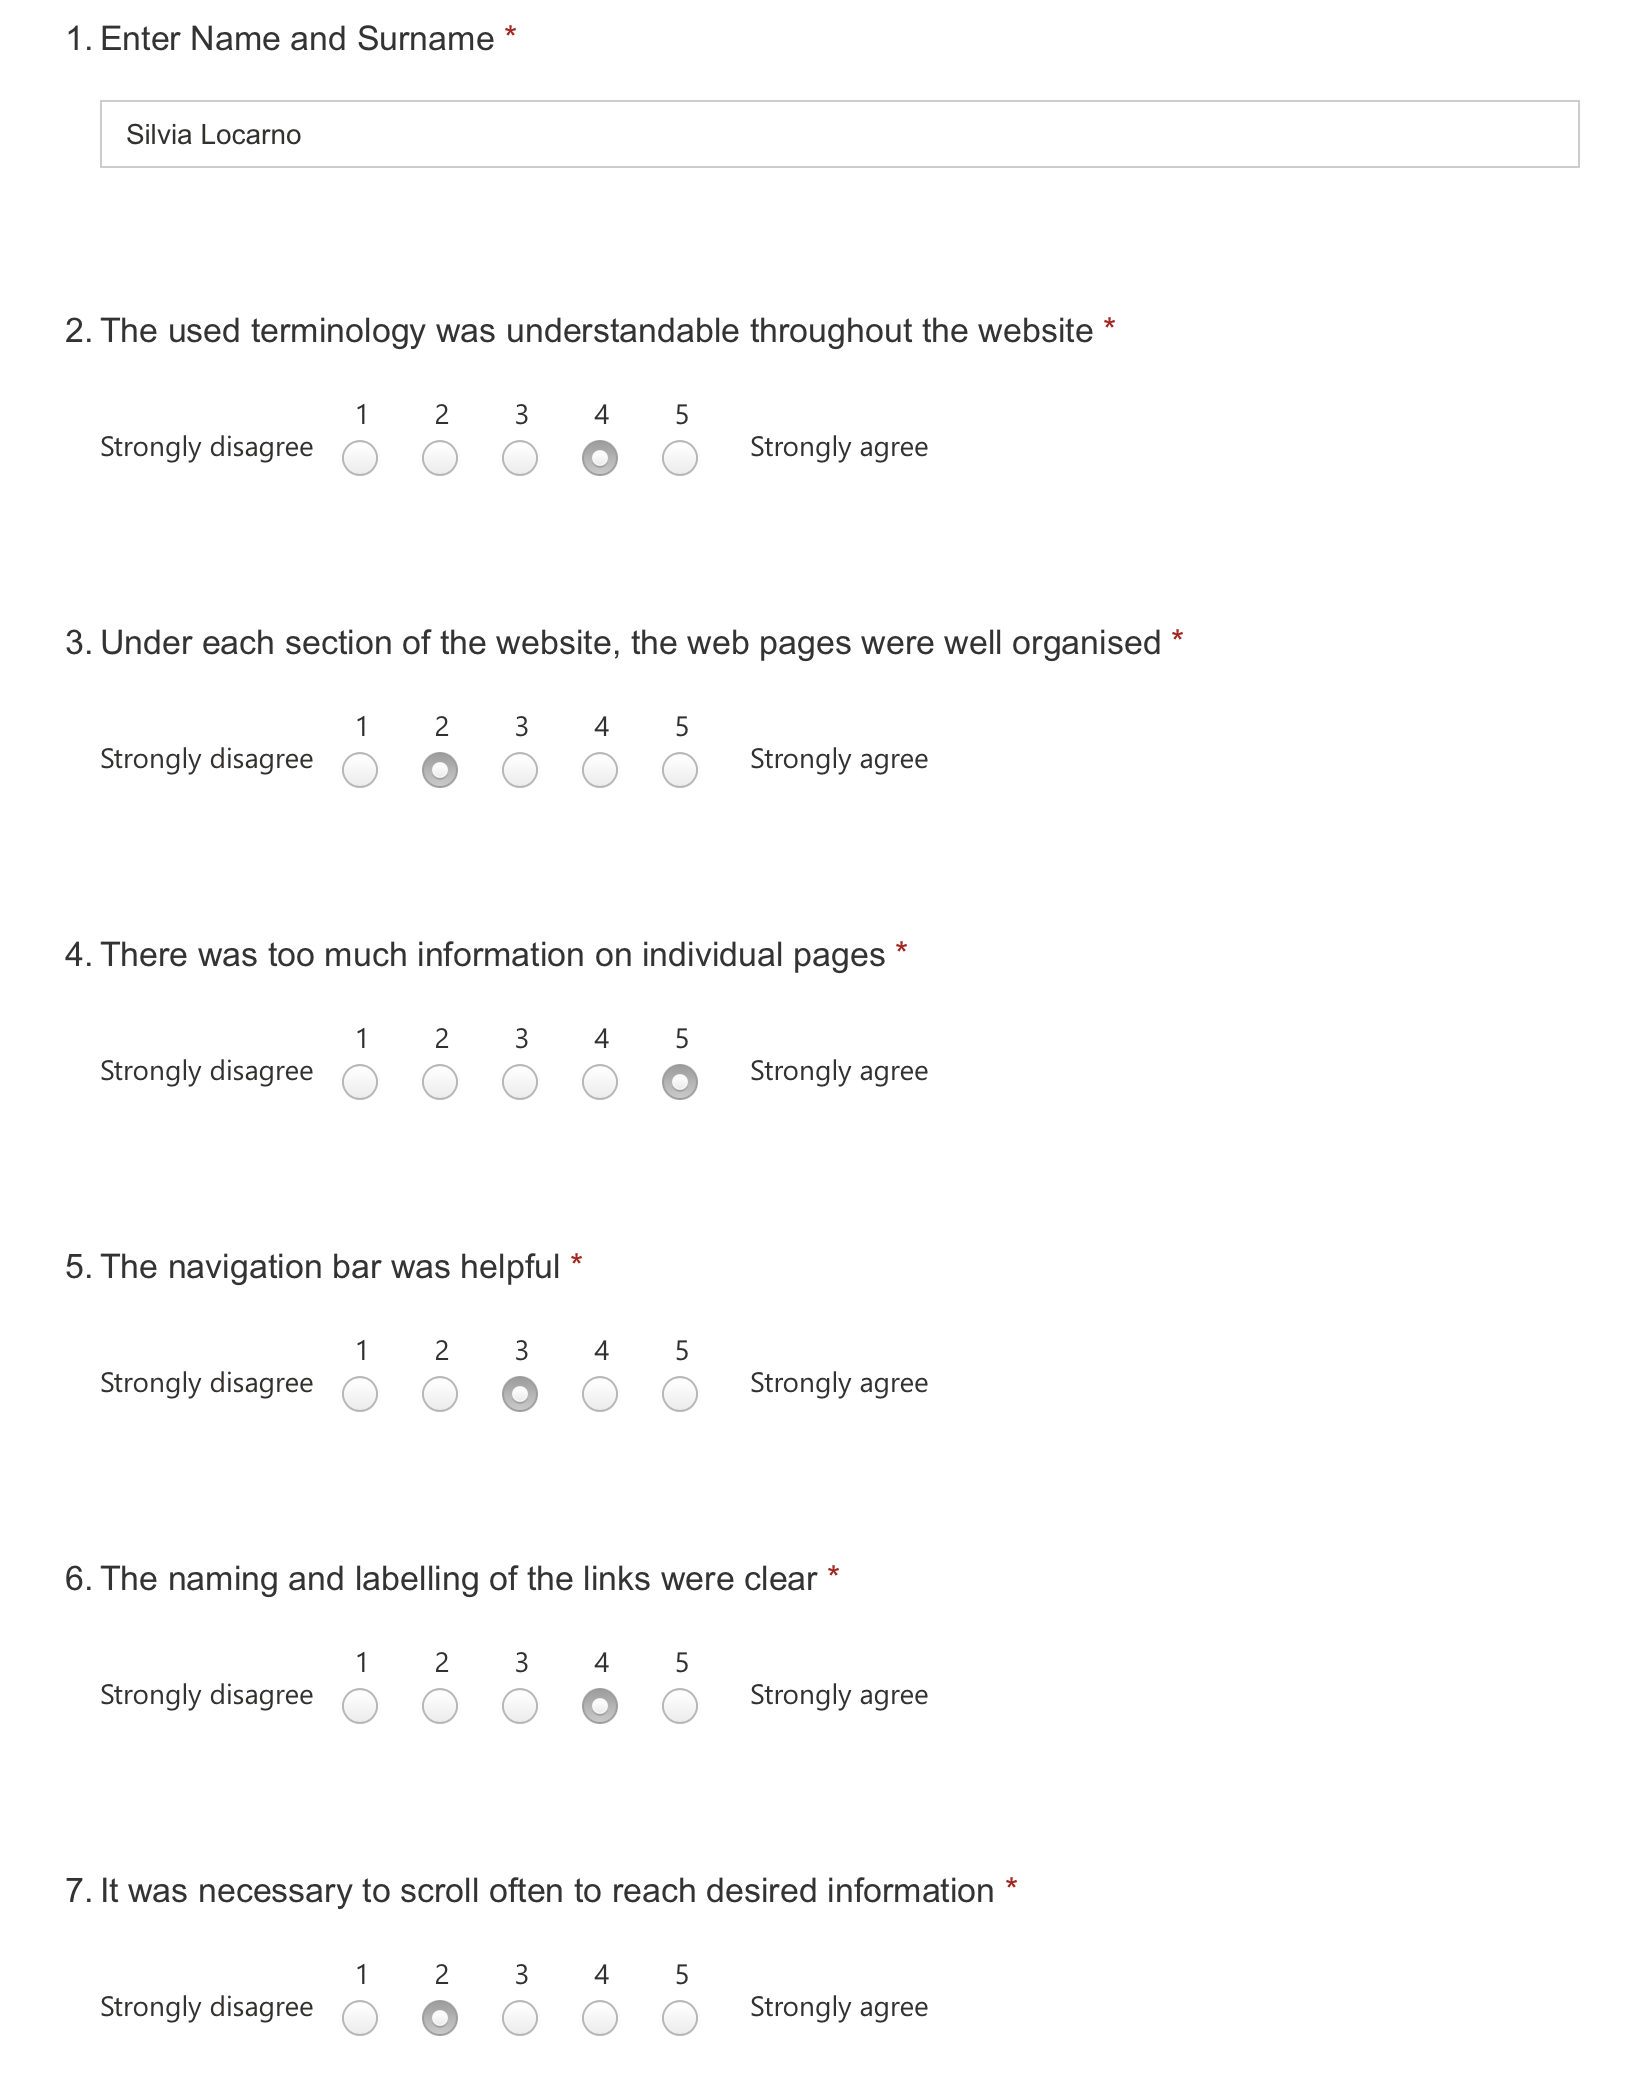 1. Enter Name and Surname *
Silvia Locarno
2. The used terminology was understandable throughout the website *
1 2 3 4 5
Strongly disagree Strongly agree
3. Under each section of the website, the web pages were well organised *
1 2 3 4 5
Strongly disagree Strongly agree
4. There was too much information on individual pages *
1 2 3 4 5
Strongly disagree Strongly agree
5. The navigation bar was helpful *
1 2 3 4 5
Strongly disagree Strongly agree
6. The naming and labelling of the links were clear *
1 2 3 4 5
Strongly disagree Strongly agree
7. It was necessary to scroll often to reach desired information *
1 2 3 4 5
Strongly disagree Strongly agree